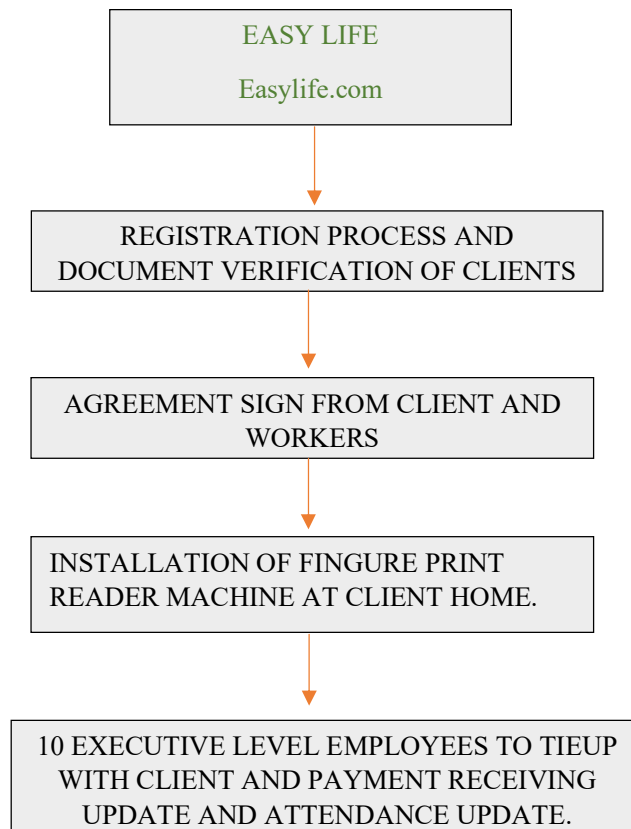 EASY LIFE
Easylife.com
REGISTRATION PROCESS AND
DOCUMENT VERIFICATION OF CLIENTS
AGREEMENT SIGN FROM CLIENT AND
WORKERS
INSTALLATION OF FINGURE PRINT
READER MACHINE AT CLIENT HOME.
10 EXECUTIVE LEVEL EMPLOYEES TO TIEUP
WITH CLIENT AND PAYMENT RECEIVING
UPDATE AND ATTENDANCE UPDATE.